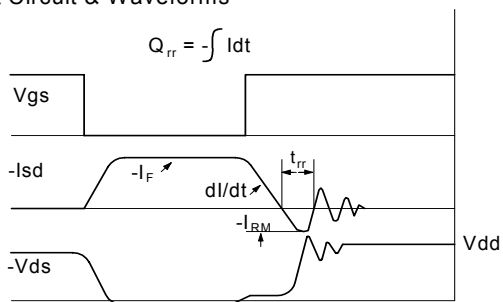 Circuit & Waveforms
Q rr = -∫ Idt
Vgs
-Isd
-I F
dI/dt
t rr
-I RM
Vdd
-Vds